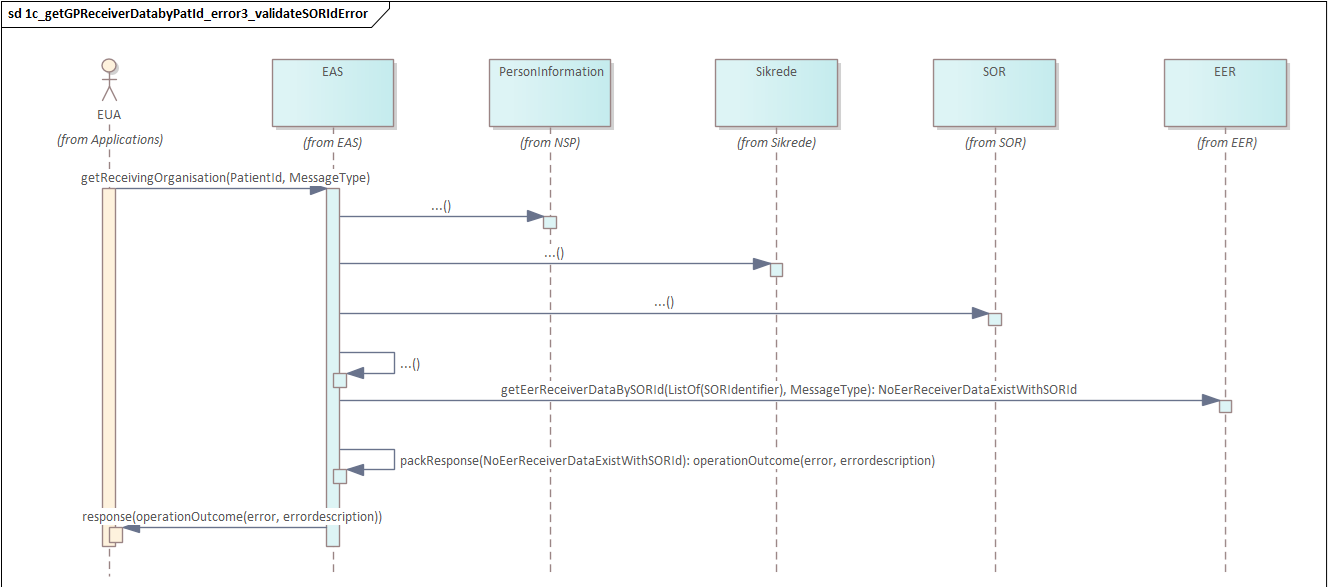 sd 1c_getGPReceiverDatabyPatId_error3_validateSORIdError
EAS
PersonInformation
Sikrede
SOR
EER
EUA
(from Applications)
(from EAS)
(from NSP)
(from Sikrede)
(from SOR)
(from EER)
getReceivingOrganisation(PatientId, MessageType)
...()
...()
...()
...()
getEerReceiverDataBySORId(ListOf(SORIdentifier), MessageType): NoEerReceiverDataExistWithSORId
packResponse(NoEerReceiverDataExistWithSORId): operationOutcome(error, errordescription)
response(operationOutcome(error, errordescription))